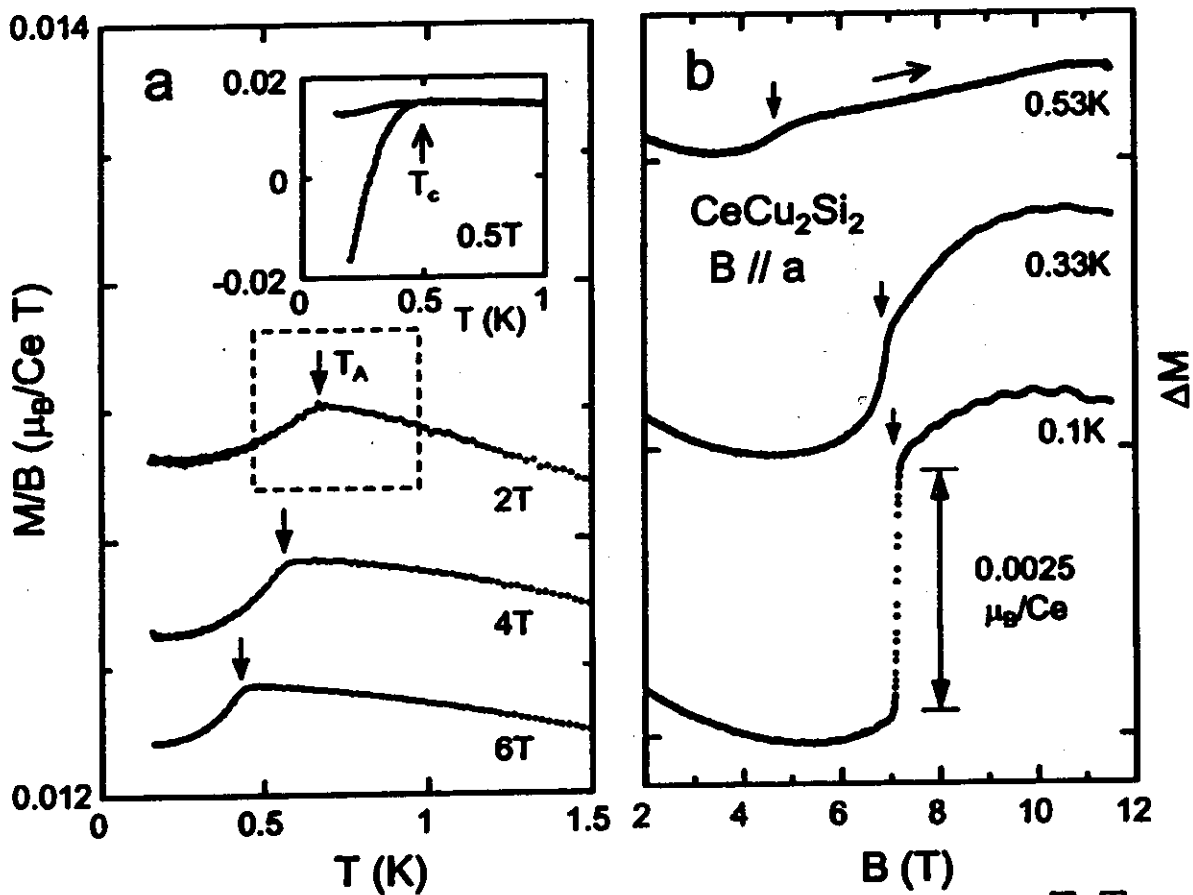 0.014
a
0.02
0
-0.02
T_c
0.5T
0
0.5
1
T (K)
T_A
2T
4T
6T
M/B (μ_B/Ce T)
0.012
0
0.5
1
1.5
T (K)
b
0.53K
CeCu₂Si₂
B // a
0.33K
0.1K
0.0025
μ_B/Ce
ΔM
2
4
6
8
10
12
B (T)